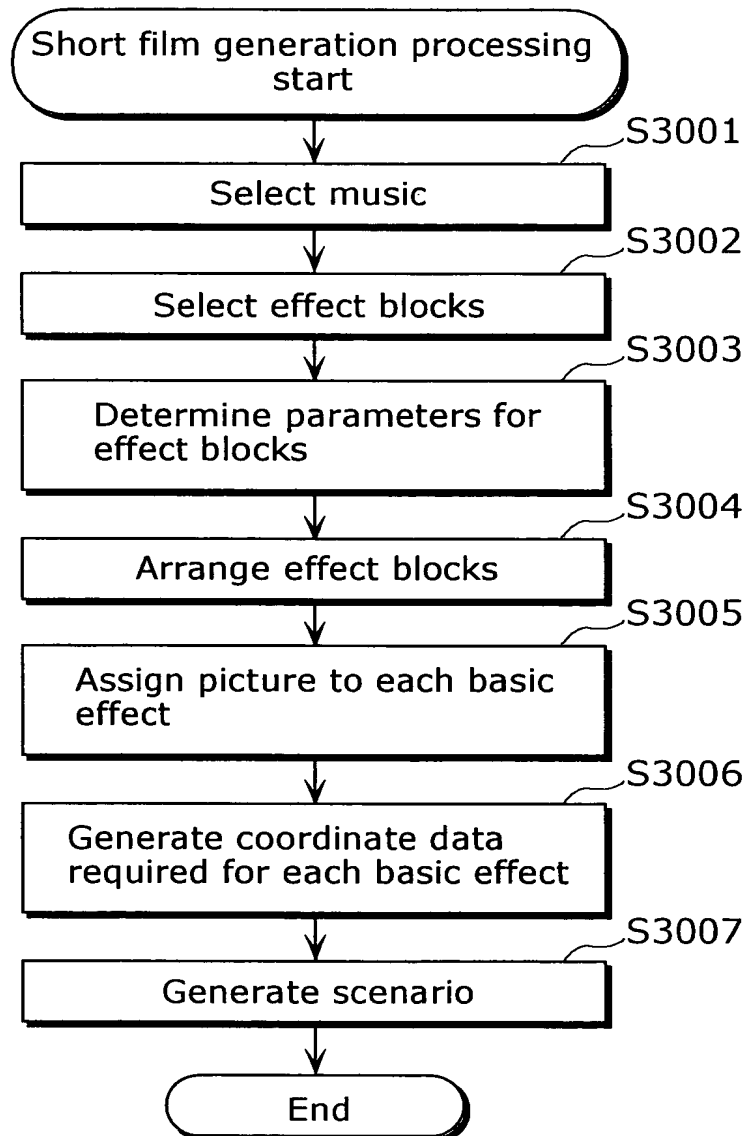 Short film generation processing
start
S3001
Select music
S3002
Select effect blocks
S3003
Determine parameters for
effect blocks
S3004
Arrange effect blocks
S3005
Assign picture to each basic
effect
S3006
Generate coordinate data
required for each basic effect
S3007
Generate scenario
End